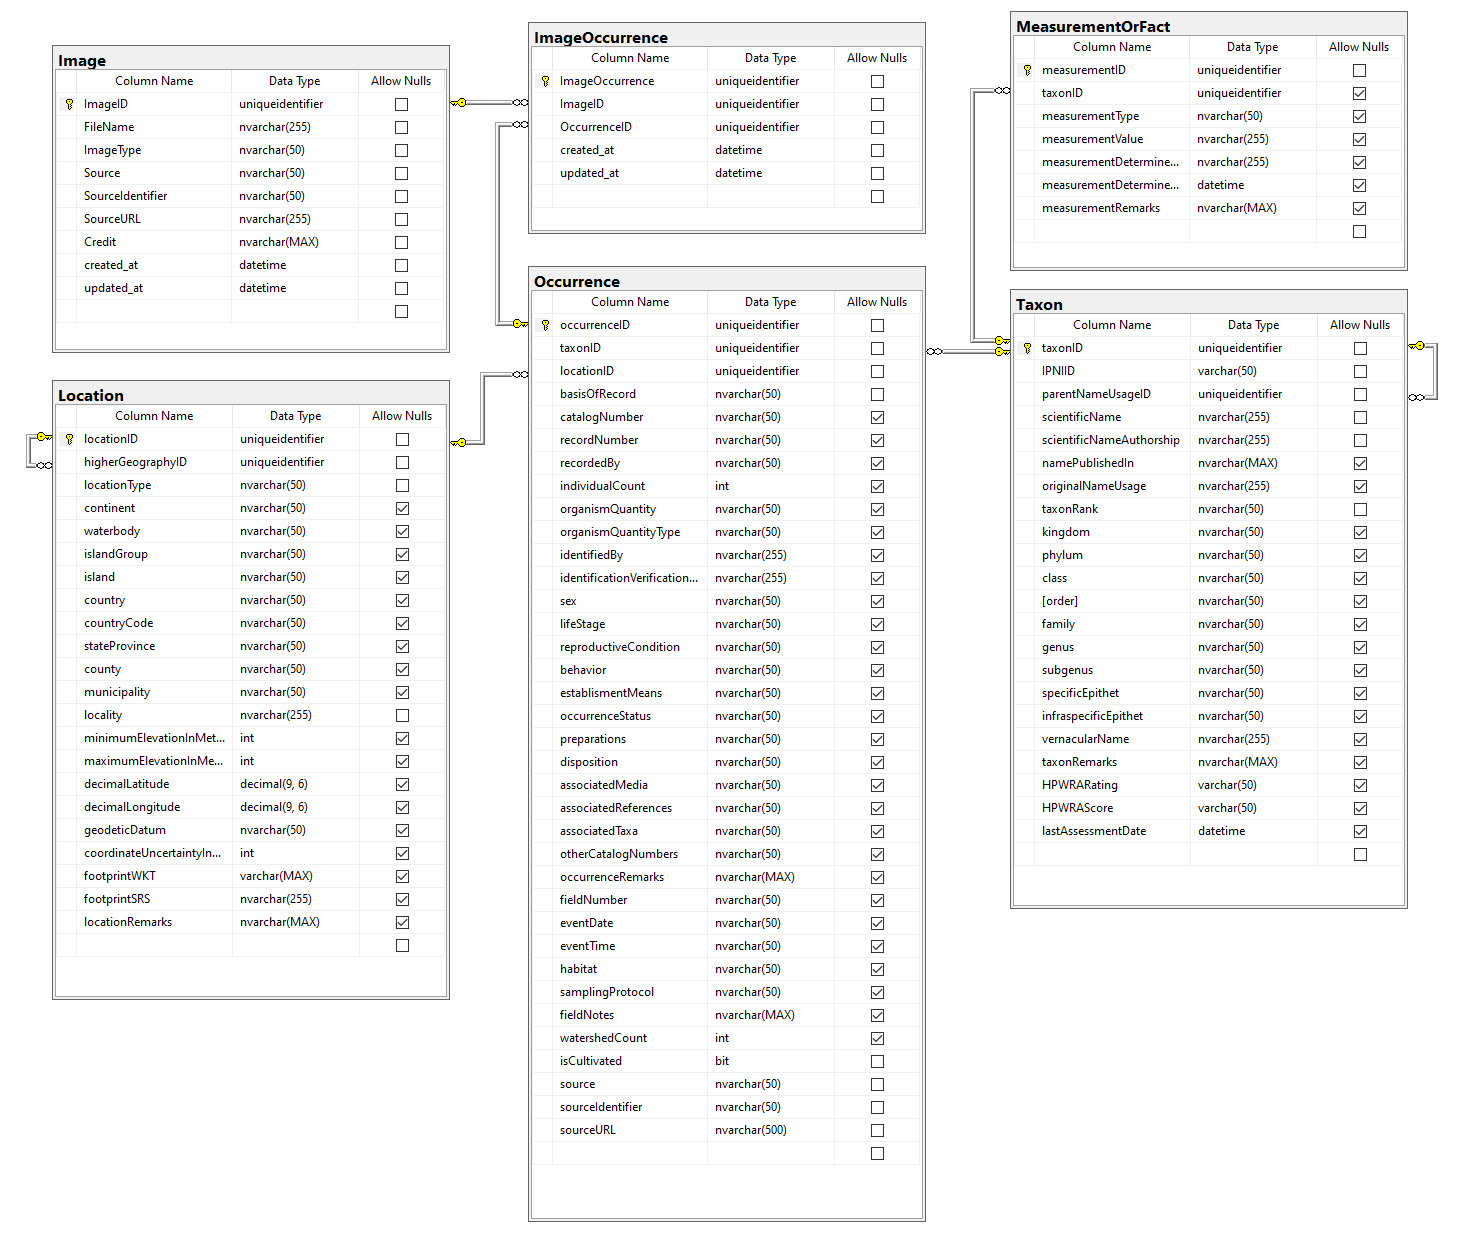 Image
Column Name Data Type Allow Nulls
ImageID uniqueidentifier
FileName nvarchar(255)
ImageType nvarchar(50)
Source nvarchar(50)
SourceIdentifier nvarchar(50)
SourceURL nvarchar(255)
Credit nvarchar(MAX)
created_at datetime
updated_at datetime
Location
Column Name Data Type Allow Nulls
locationID uniqueidentifier
higherGeographyID uniqueidentifier
locationType nvarchar(50)
continent nvarchar(50)
waterbody nvarchar(50)
islandGroup nvarchar(50)
island nvarchar(50)
country nvarchar(50)
countryCode nvarchar(50)
stateProvince nvarchar(50)
county nvarchar(50)
municipality nvarchar(50)
locality nvarchar(255)
minimumElevationInMet... int
maximumElevationInMe... int
decimalLatitude decimal(9, 6)
decimalLongitude decimal(9, 6)
geodeticDatum nvarchar(50)
coordinateUncertaintyIn... int
footprintWKT varchar(MAX)
footprintSRS nvarchar(255)
locationRemarks nvarchar(MAX)
ImageOccurrence
Column Name Data Type Allow Nulls
ImageOccurrence uniqueidentifier
ImageID uniqueidentifier
OccurrenceID uniqueidentifier
created_at datetime
updated_at datetime
Occurrence
Column Name Data Type Allow Nulls
occurrenceID uniqueidentifier
taxonID uniqueidentifier
locationID uniqueidentifier
basisOfRecord nvarchar(50)
catalogNumber nvarchar(50)
recordNumber nvarchar(50)
recordedBy nvarchar(50)
individualCount int
organismQuantity nvarchar(50)
organismQuantityType nvarchar(50)
identifiedBy nvarchar(255)
identificationVerification... nvarchar(255)
sex nvarchar(50)
lifeStage nvarchar(50)
reproductiveCondition nvarchar(50)
behavior nvarchar(50)
establismentMeans nvarchar(50)
occurrenceStatus nvarchar(50)
preparations nvarchar(50)
disposition nvarchar(50)
associatedMedia nvarchar(50)
associatedReferences nvarchar(50)
associatedTaxa nvarchar(50)
otherCatalogNumbers nvarchar(50)
occurrenceRemarks nvarchar(MAX)
fieldNumber nvarchar(50)
eventDate nvarchar(50)
eventTime nvarchar(50)
habitat nvarchar(50)
samplingProtocol nvarchar(50)
fieldNotes nvarchar(MAX)
watershedCount int
isCultivated bit
source nvarchar(50)
sourceIdentifier nvarchar(50)
sourceURL nvarchar(500)
MeasurementOrFact
Column Name Data Type Allow Nulls
measurementID uniqueidentifier
taxonID uniqueidentifier
measurementType nvarchar(50)
measurementValue nvarchar(255)
measurementDetermine... nvarchar(255)
measurementDetermine... datetime
measurementRemarks nvarchar(MAX)
Taxon
Column Name Data Type Allow Nulls
taxonID uniqueidentifier
IPNIID varchar(50)
parentNameUsageID uniqueidentifier
scientificName nvarchar(255)
scientificNameAuthorship nvarchar(255)
namePublishedIn nvarchar(MAX)
originalNameUsage nvarchar(255)
taxonRank nvarchar(50)
kingdom nvarchar(50)
phylum nvarchar(50)
class nvarchar(50)
[order] nvarchar(50)
family nvarchar(50)
genus nvarchar(50)
subgenus nvarchar(50)
specificEpithet nvarchar(50)
infraspecificEpithet nvarchar(50)
vernacularName nvarchar(255)
taxonRemarks nvarchar(MAX)
HPWRARating varchar(50)
HPWRAScore varchar(50)
lastAssessmentDate datetime